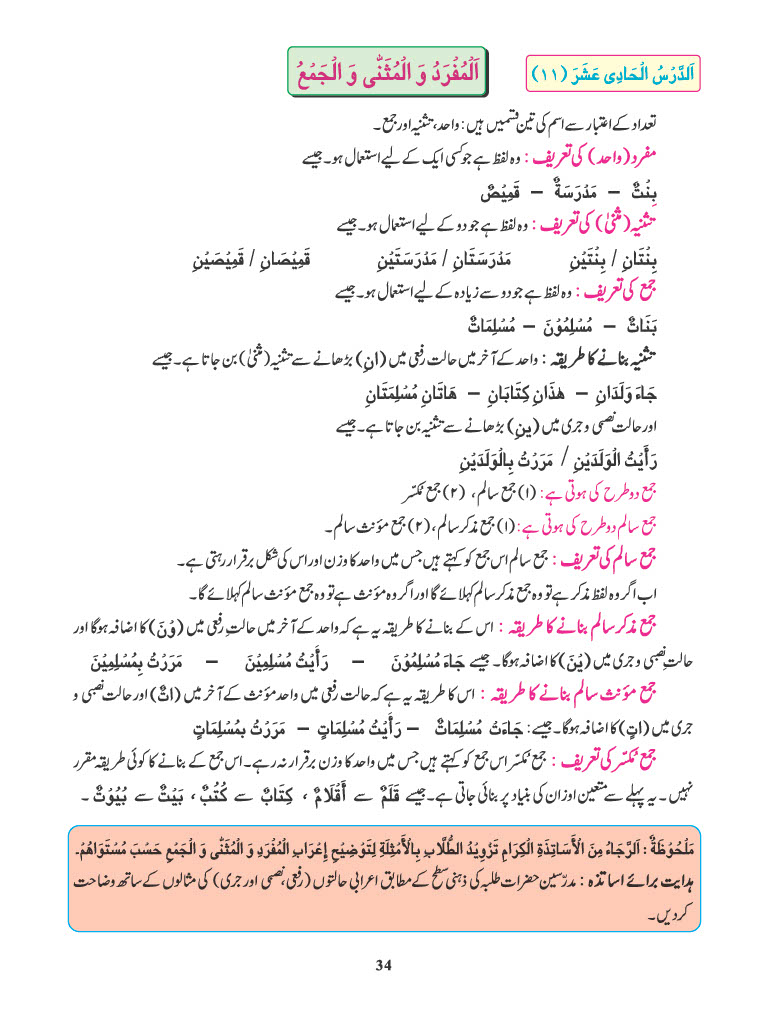 اَلدَّرْسُ الْحَادِی عَشَرَ (۱۱)
اَلْمُفْرَدُ وَ الْمُثَنّٰی وَ الْجَمْعُ
تعداد کے اعتبار سے اسم کی تین قسمیں ہیں: واحد، تثنیہ اور جمع۔
مفرد (واحد) کی تعریف : وہ لفظ ہے جو کسی ایک کے لیے استعمال ہو۔ جیسے
بِنْتٌ – مَدْرَسَةٌ – قَمِيْصٌ
تثنیہ (مثنیٰ) کی تعریف : وہ لفظ ہے جو دو کے لیے استعمال ہو۔ جیسے
بِنْتَانِ / بِنْتَيْنِ مَدْرَسَتَانِ / مَدْرَسَتَيْنِ قَمِيْصَانِ / قَمِيْصَيْنِ
جمع کی تعریف : وہ لفظ ہے جو دو سے زیادہ کے لیے استعمال ہو۔ جیسے
بَنَاتٌ – مُسْلِمُوْنَ – مُسْلِمَاتٌ
تثنیہ بنانے کا طریقہ : واحد کے آخر میں حالت رفعی میں (انِ) بڑھانے سے تثنیہ (مثنیٰ) بن جاتا ہے۔ جیسے
جَاءَ وَلَدَانِ – هٰذَانِ كِتَابَانِ – هَاتَانِ مُسْلِمَتَانِ
اور حالت نصبی و جری میں (ینِ) بڑھانے سے تثنیہ بن جاتا ہے۔ جیسے
رَأَيْتُ الْوَلَدَيْنِ / مَرَرْتُ بِالْوَلَدَيْنِ
جمع دو طرح کی ہوتی ہے: (۱) جمع سالم، (۲) جمع مُکسّر
جمع سالم دو طرح کی ہوتی ہے: (۱) جمع مذکر سالم، (۲) جمع مؤنث سالم۔
جمع سالم کی تعریف : جمع سالم اس جمع کو کہتے ہیں جس میں واحد کا وزن اور اس کی شکل برقرار رہتی ہے۔
اب اگر وہ لفظ مذکر ہے تو وہ جمع مذکر سالم کہلائے گا اور اگر وہ مؤنث ہے تو وہ جمع مؤنث سالم کہلائے گا۔
جمع مذکر سالم بنانے کا طریقہ : اس کے بنانے کا طریقہ یہ ہے کہ واحد کے آخر میں حالتِ رفعی میں (وْنَ) کا اضافہ ہوگا اور
حالتِ نصبی و جری میں (يْنَ) کا اضافہ ہوگا۔ جیسے جَاءَ مُسْلِمُوْنَ – رَأَيْتُ مُسْلِمِيْنَ – مَرَرْتُ بِمُسْلِمِيْنَ
جمع مؤنث سالم بنانے کا طریقہ : اس کا طریقہ یہ ہے کہ حالت رفعی میں واحد مؤنث کے آخر میں (اتٌ) اور حالت نصبی و
جری میں (اتٍ) کا اضافہ ہوگا۔ جیسے: جَاءَتْ مُسْلِمَاتٌ – رَأَيْتُ مُسْلِمَاتٍ – مَرَرْتُ بِمُسْلِمَاتٍ
جمع مُکسّر کی تعریف : جمع مُکسّر اس جمع کو کہتے ہیں جس میں واحد کا وزن برقرار نہ رہے۔ اس جمع کے بنانے کا کوئی طریقہ مقرر
نہیں۔ یہ پہلے سے متعین اوزان کی بنیاد پر بنائی جاتی ہے۔ جیسے قَلَمٌ سے أَقْلَامٌ ، كِتَابٌ سے كُتُبٌ ، بَيْتٌ سے بُيُوْتٌ ۔
مَلْحُوْظَةٌ : اَلرَّجَاءُ مِنَ الْأَسَاتِذَةِ الْكِرَامِ تَزْوِيْدُ الطُّلَّابِ بِالْأَمْثِلَةِ لِتَوْضِيْحِ إِعْرَابِ الْمُفْرَدِ وَ الْمُثَنّٰى وَ الْجَمْعِ حَسْبَ مُسْتَوَاهُمْ۔
ہدایت برائے اساتذہ : مدرّسین حضرات طلبہ کی ذہنی سطح کے مطابق اعرابی حالتوں (رفعی، نصبی اور جری) کی مثالوں کے ساتھ وضاحت
کردیں۔
34